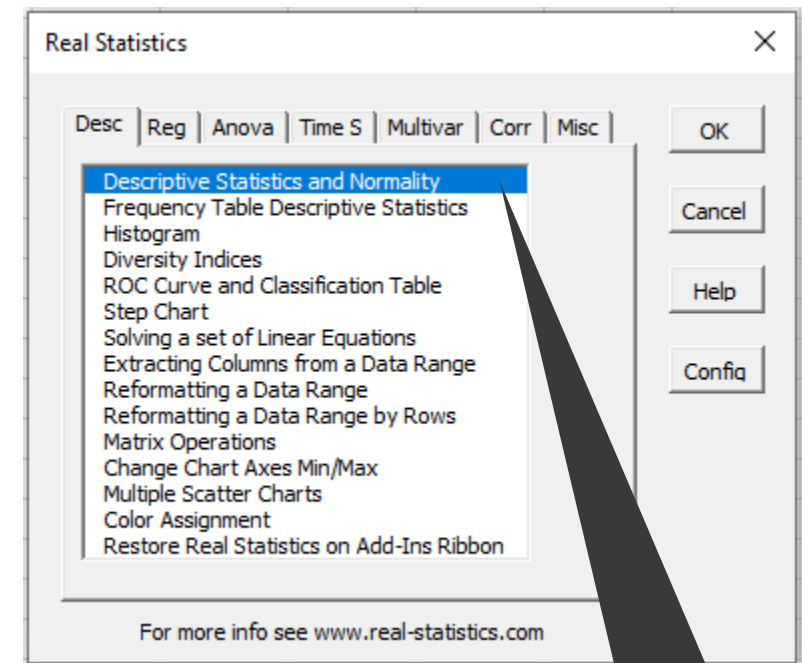 Real Statistics
Desc Reg Anova Time S Multivar Corr Misc
OK
Descriptive Statistics and Normality
Frequency Table Descriptive Statistics
Cancel
Histogram
Diversity Indices
ROC Curve and Classification Table
Help
Step Chart
Solving a set of Linear Equations
Extracting Columns from a Data Range
Config
Reformatting a Data Range
Reformatting a Data Range by Rows
Matrix Operations
Change Chart Axes Min/Max
Multiple Scatter Charts
Color Assignment
Restore Real Statistics on Add-Ins Ribbon
For more info see www.real-statistics.com